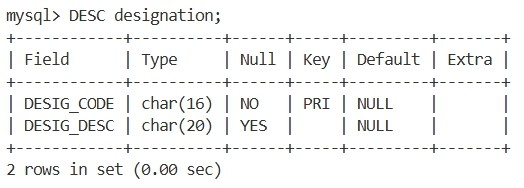 mysql> DESC designation;
+------------+----------+------+-----+---------+-------+
| Field      | Type     | Null | Key | Default | Extra |
+------------+----------+------+-----+---------+-------+
| DESIG_CODE | char(16) | NO   | PRI | NULL    |       |
| DESIG_DESC | char(20) | YES  |     | NULL    |       |
+------------+----------+------+-----+---------+-------+
2 rows in set (0.00 sec)